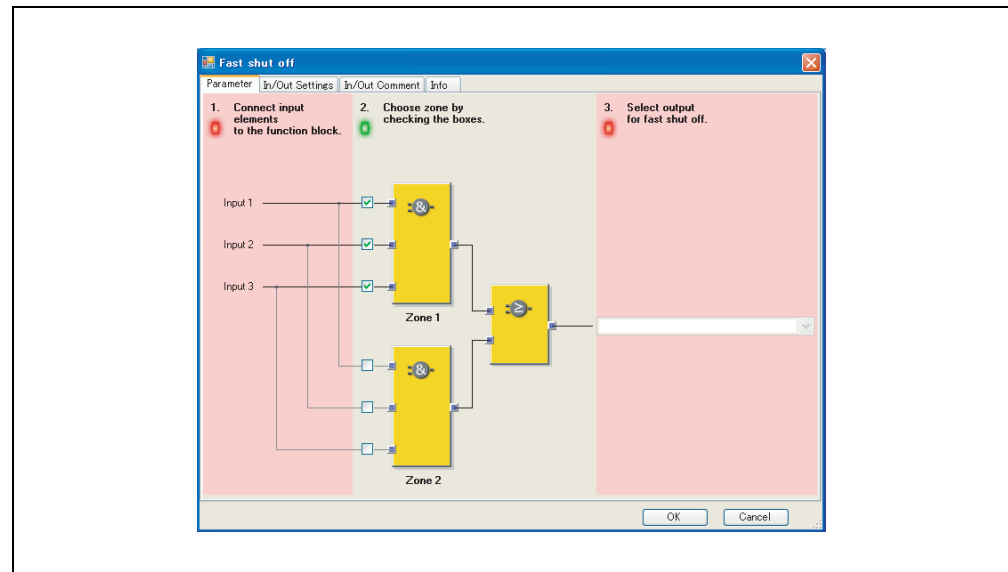 Fast shut off
Parameter In/Out Settings In/Out Comment Info
1. Connect input
elements
to the function block.
2. Choose zone by
checking the boxes.
3. Select output
for fast shut off.
Input 1
&
Input 2
Input 3
Zone 1
≥
&
Zone 2
OK Cancel